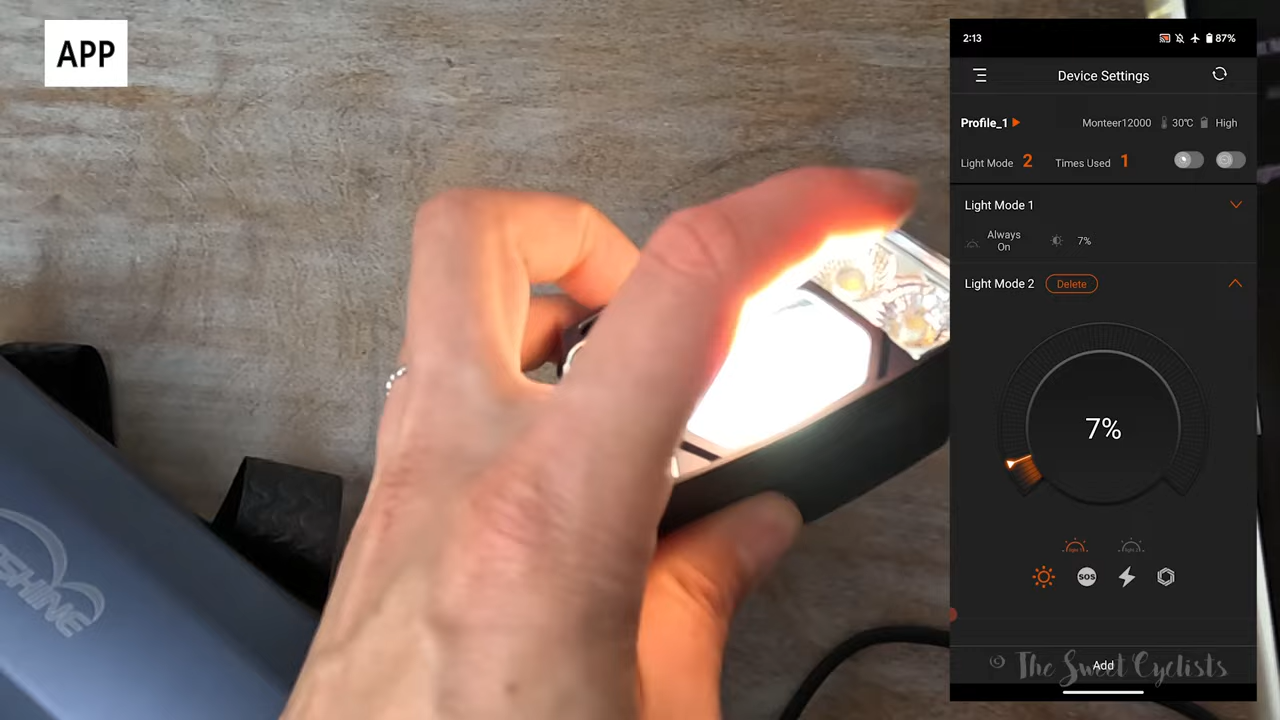 APP
2:13
87%
Device Settings
Profile_1
Monteer12000
30℃
High
Light Mode 2
Times Used 1
Light Mode 1
Always
On
7%
Light Mode 2
Delete
7%
SOS
Add
© The Sweet Cyclists
SHINE